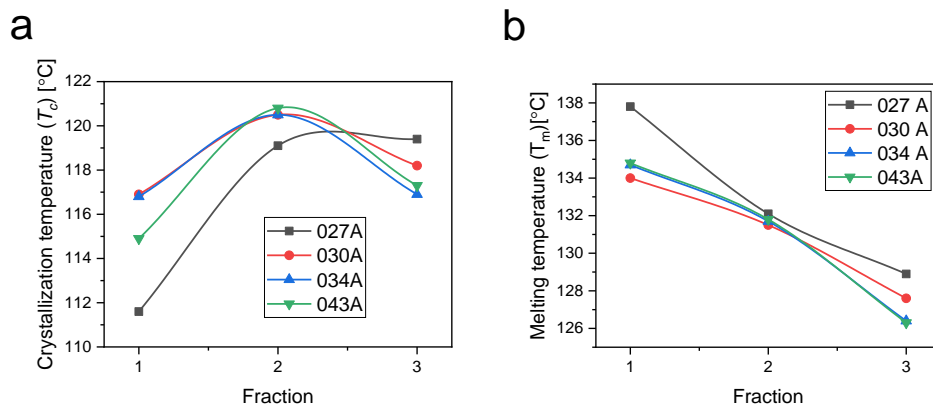 a
Crystallization temperature (Tc) [°C]
122
121
120
118
116
114
112
110
1
2
3
Fraction
027A
030A
034A
043A
b
Melting temperature (Tm)[°C]
138
136
134
132
130
128
126
1
2
3
Fraction
027 A
030 A
034 A
043A